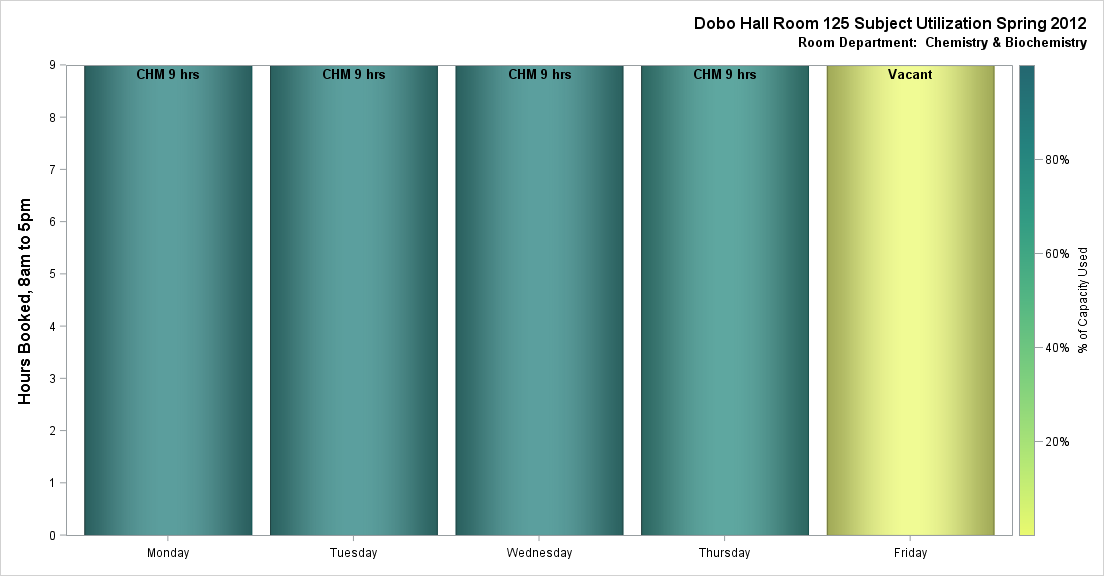 Dobo Hall Room 125 Subject Utilization Spring 2012
Room Department:  Chemistry & Biochemistry
Hours Booked, 8am to 5pm
9
8
7
6
5
4
3
2
1
0
CHM 9 hrs
CHM 9 hrs
CHM 9 hrs
CHM 9 hrs
Vacant
Monday
Tuesday
Wednesday
Thursday
Friday
80%
60%
40%
20%
% of Capacity Used